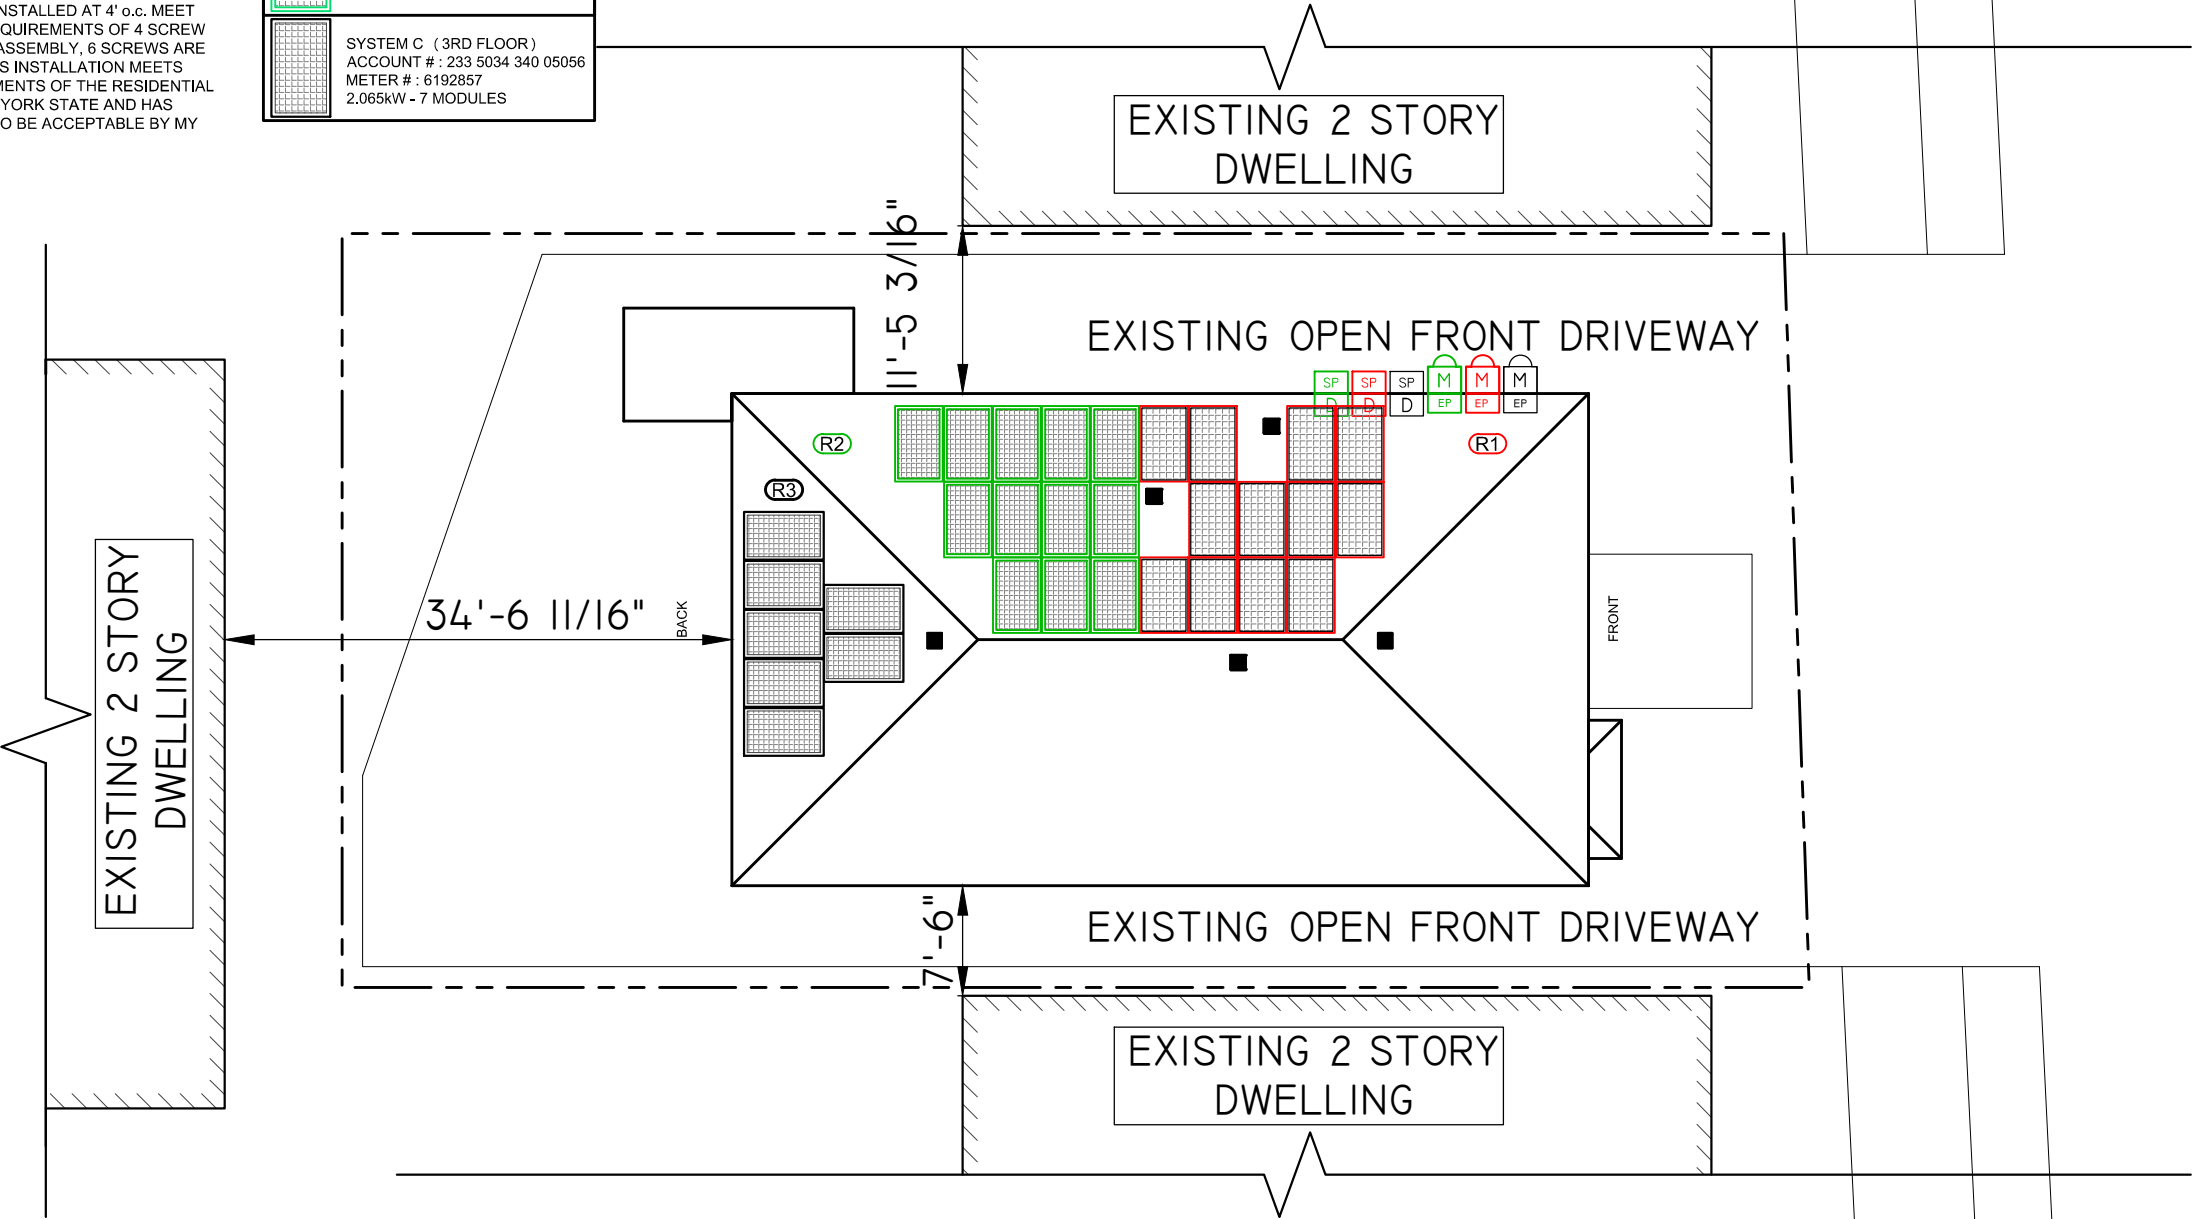 NSTALLED AT 4' o.c. MEET
QUIREMENTS OF 4 SCREW
ASSEMBLY, 6 SCREWS ARE
S INSTALLATION MEETS
MENTS OF THE RESIDENTIAL
YORK STATE AND HAS
O BE ACCEPTABLE BY MY
SYSTEM C ( 3RD FLOOR )
ACCOUNT # : 233 5034 340 05056
METER # : 6192857
2.065kW - 7 MODULES
EXISTING 2 STORY
DWELLING
11'-5 3/16"
EXISTING OPEN FRONT DRIVEWAY
SP SP SP M M M
D D D EP EP EP
R2
R1
R3
EXISTING 2 STORY
DWELLING
34'-6 11/16"
BACK
FRONT
7'-6"
EXISTING OPEN FRONT DRIVEWAY
EXISTING 2 STORY
DWELLING